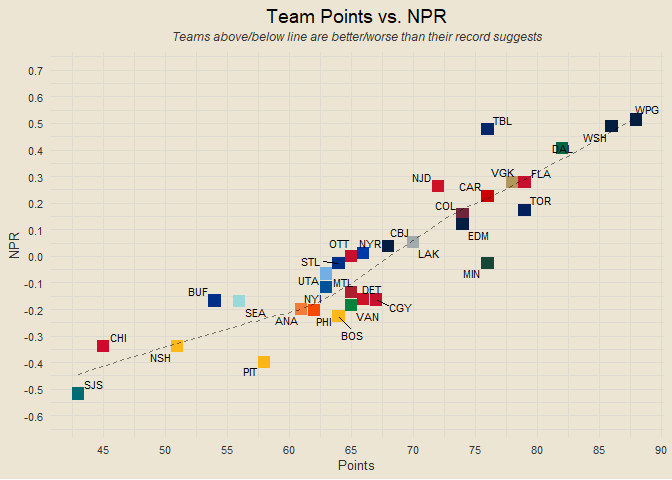 Team Points vs. NPR
Teams above/below line are better/worse than their record suggests
0.7
0.6
0.5
0.4
0.3
0.2
0.1
0.0
-0.1
-0.2
-0.3
-0.4
-0.5
-0.6
NPR
WPG
TBL
WSH
DAL
NJD
VGK
FLA
CAR
COL
TOR
EDM
CBJ
OTT
NYR
LAK
STL
MIN
UTA
MTL
BUF
NYI
DET
SEA
CGY
ANA
PHI
VAN
BOS
CHI
NSH
PIT
SJS
45
50
55
60
65
70
75
80
85
90
Points